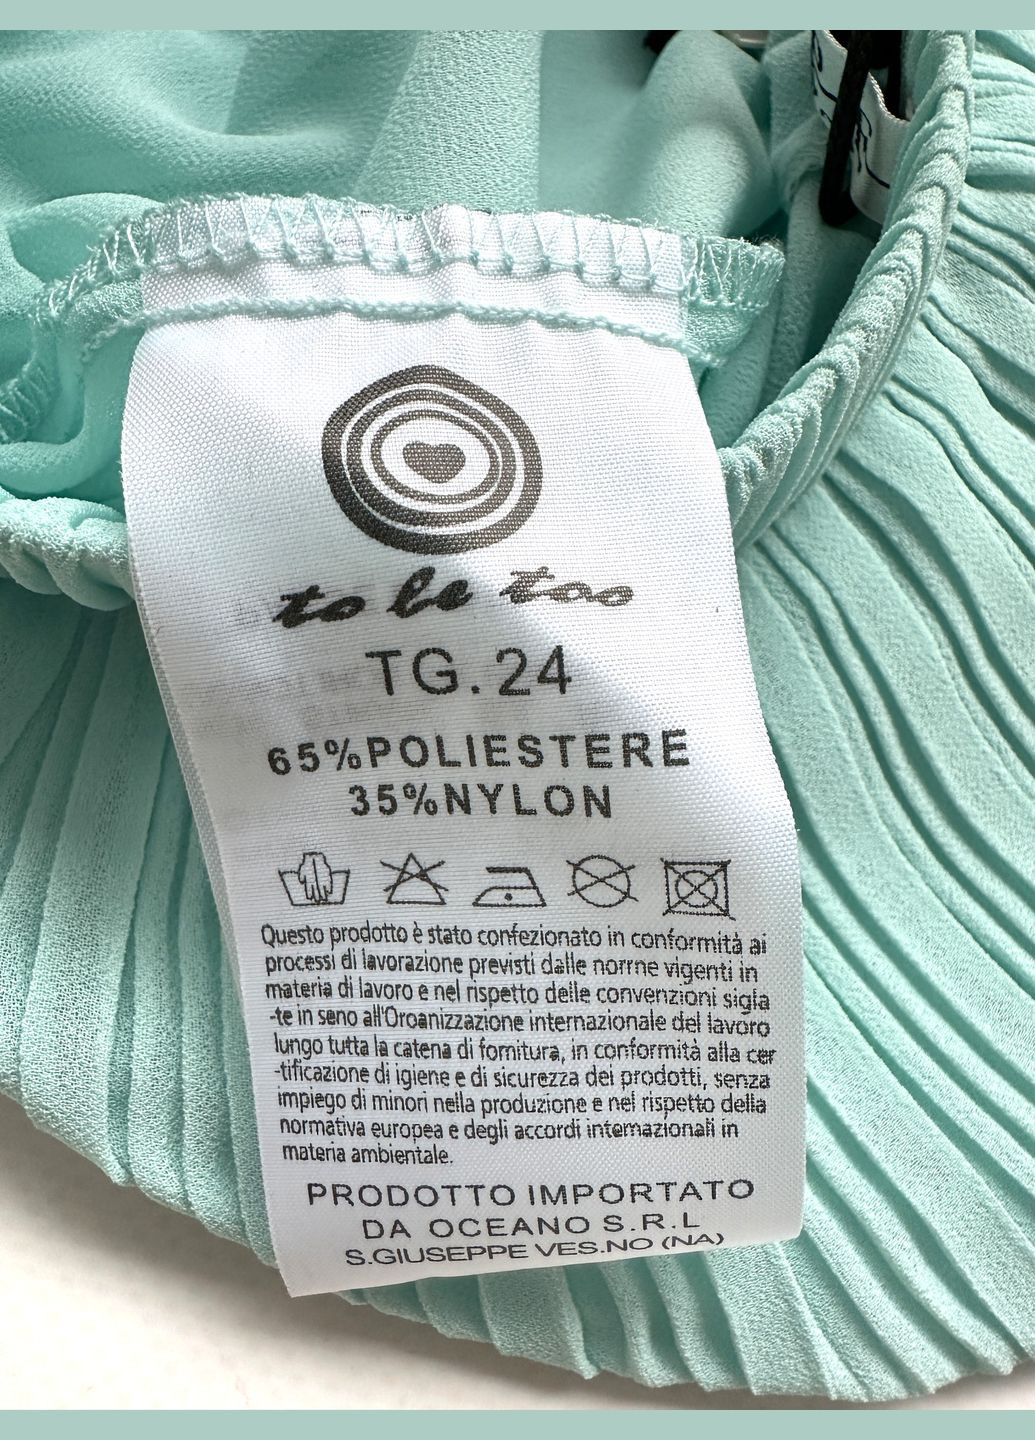 to be too
TG.24
65%POLIESTERE
35%NYLON
Questo prodotto è stato confezionato in conformità ai
processi di lavorazione previsti dalle norme vigenti in
materia di lavoro e nel rispetto delle convenzioni sigla
-te in seno all'Oroanizzazione internazionale del lavoro
lungo tutta la catena di fornitura, in conformità alla cer
-tificazione di igiene e di sicurezza dei prodotti, senza
impiego di minori nella produzione e nel rispetto della
normativa europea e degli accordi internazionali in
materia ambientale.
PRODOTTO IMPORTATO
DA OCEANO S.R.L
S.GIUSEPPE VES.NO (NA)